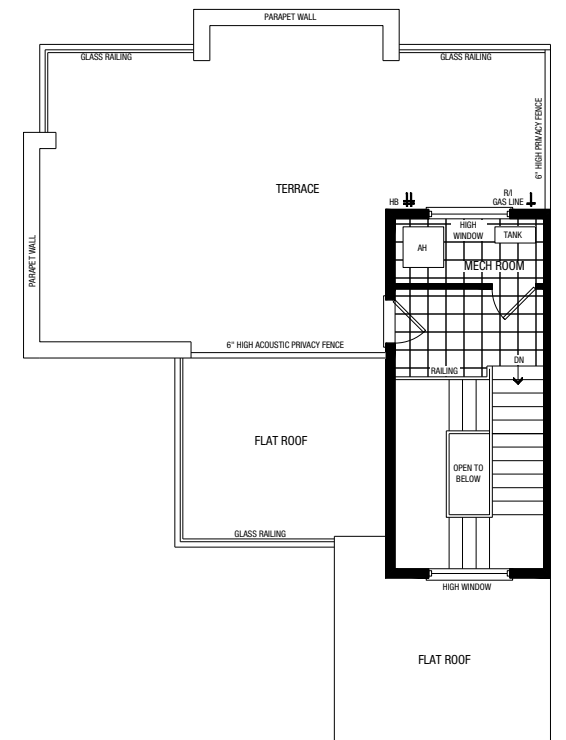 PARAPET WALL
GLASS RAILING
GLASS RAILING
6" HIGH PRIVACY FENCE
TERRACE
R/I
HB
GAS LINE
HIGH
WINDOW
TANK
AH
MECH ROOM
PARAPET WALL
6" HIGH ACOUSTIC PRIVACY FENCE
DN
RAILING
FLAT ROOF
OPEN TO
BELOW
GLASS RAILING
HIGH WINDOW
FLAT ROOF